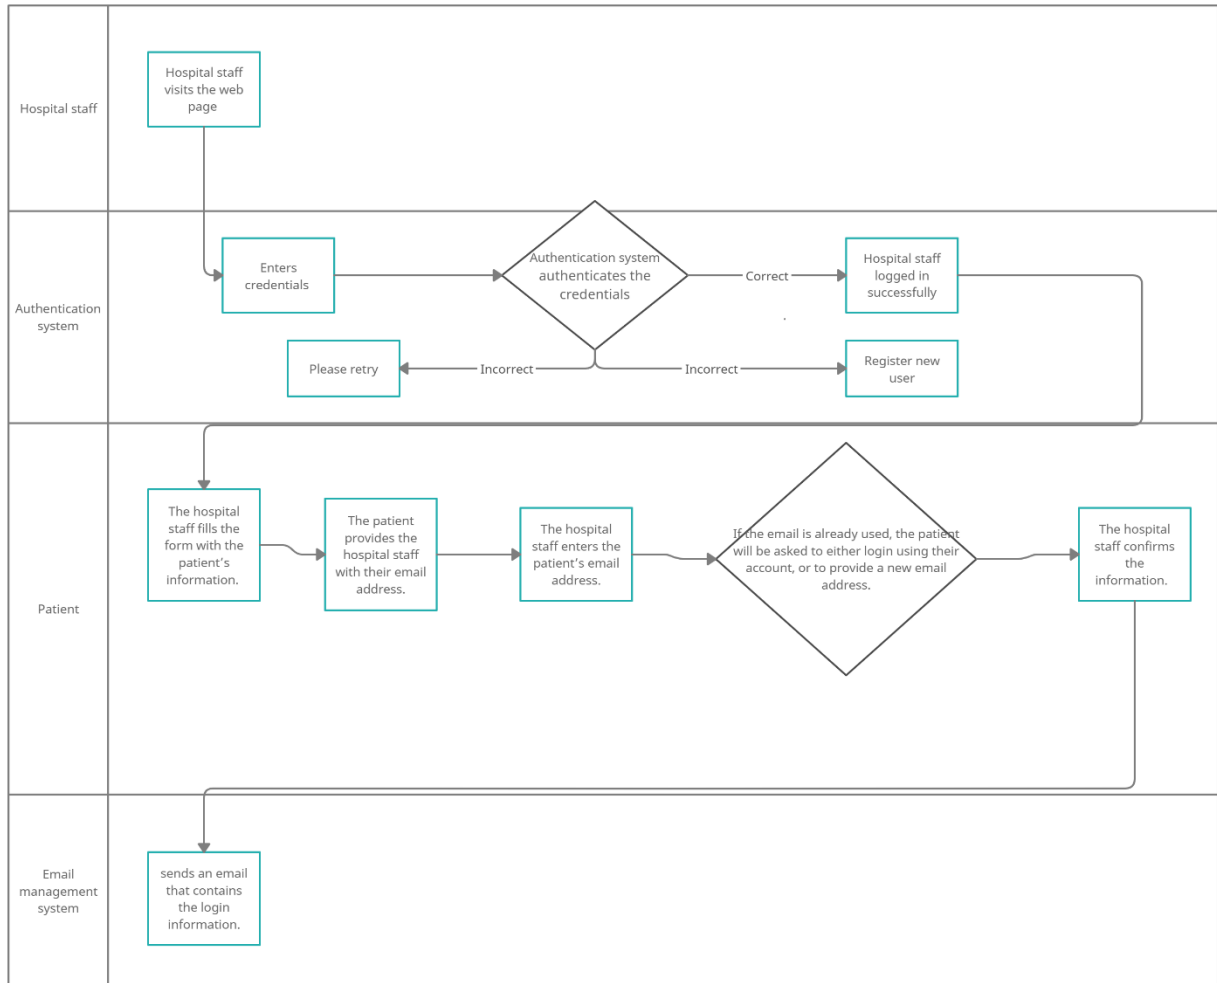 Hospital staff
Hospital staff
visits the web
page
Authentication
system
Enters
credentials
Authentication system
authenticates the
credentials
Correct
Hospital staff
logged in
successfully
.
Please retry
Incorrect
Incorrect
Register new
user
Patient
The hospital
staff fills the
form with the
patient's
information.
The patient
provides the
hospital staff
with their email
address.
The hospital
staff enters the
patient's email
address.
If the email is already used, the patient
will be asked to either login using their
account, or to provide a new email
address.
The hospital
staff confirms
the
information.
Email
management
system
sends an email
that contains
the login
information.